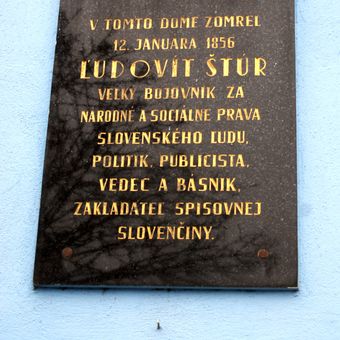 V TOMTO DOME ZOMREL
12. JANUÁRA 1856
ĽUDOVÍT ŠTÚR
VEĽKÝ BOJOVNÍK ZA
NÁRODNÉ A SOCIÁLNE PRÁVA
SLOVENSKÉHO ĽUDU,
POLITIK, PUBLICISTA,
VEDEC A BÁSNIK,
ZAKLADATEĽ SPISOVNEJ
SLOVENČINY.